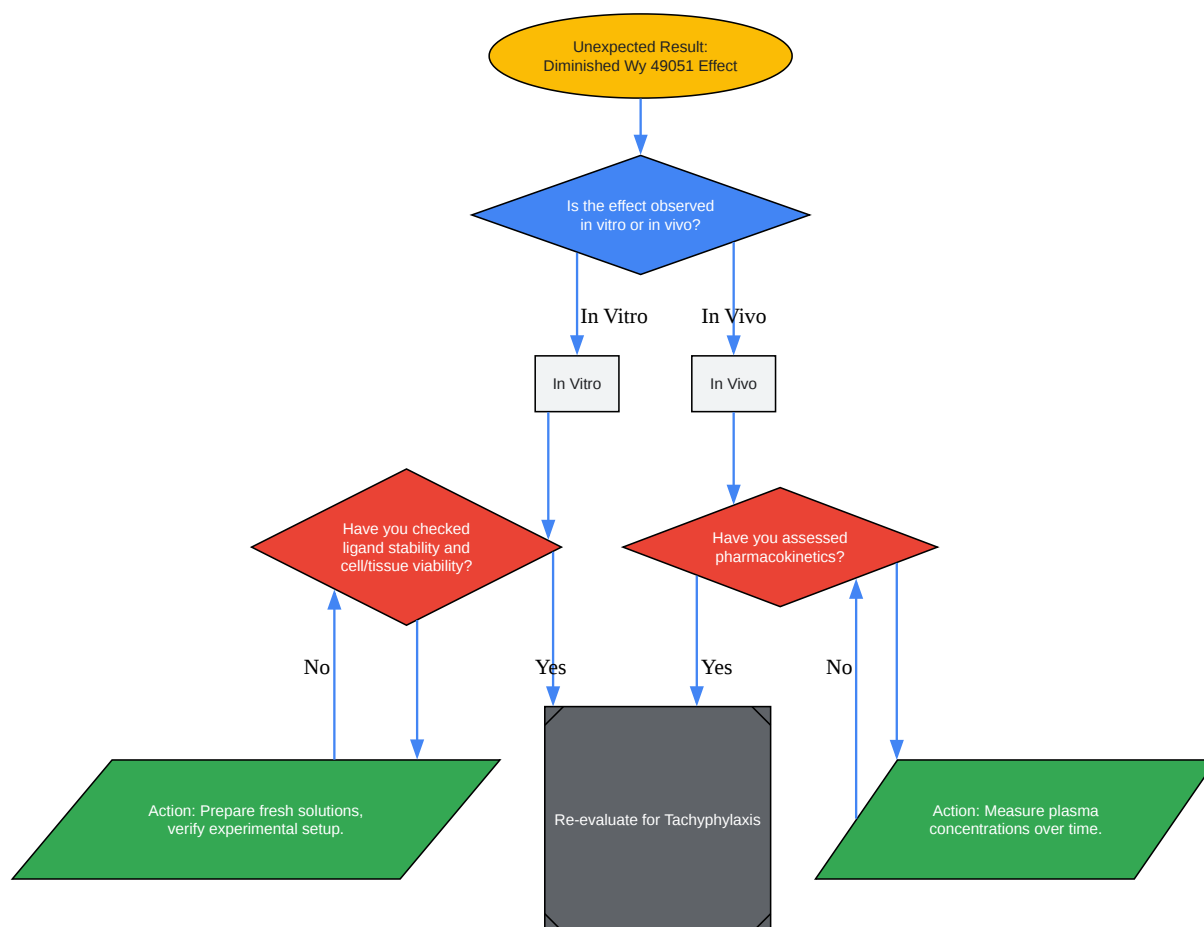 Unexpected Result:
Diminished Wy 49051 Effect
Is the effect observed
in vitro or in vivo?
In Vitro
In Vivo
In Vitro
In Vivo
Have you checked
ligand stability and
cell/tissue viability?
Have you assessed
pharmacokinetics?
No
Yes
Yes
No
Action: Prepare fresh solutions,
verify experimental setup.
Re-evaluate for Tachyphylaxis
Action: Measure plasma
concentrations over time.